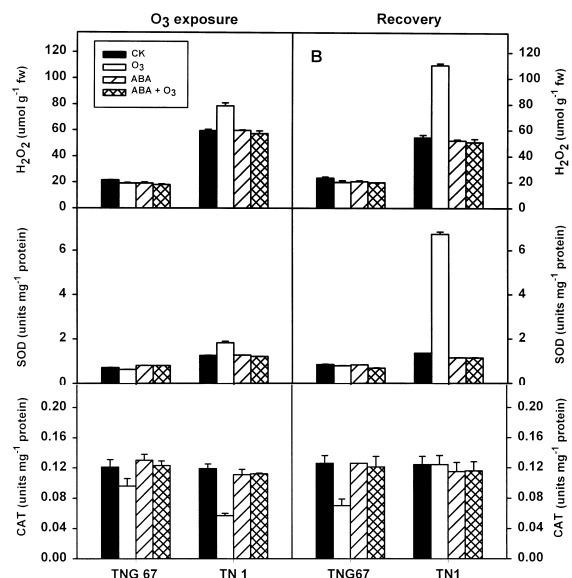 O₃ exposure
Recovery
B
CK
O₃
ABA
ABA + O₃
H₂O₂ (umol g⁻¹ fw)
120
100
80
60
40
20
0
120
100
80
60
40
20
0
H₂O₂ (umol g⁻¹ fw)
SOD (units mg⁻¹ protein)
6
4
2
0
6
4
2
0
SOD (units mg⁻¹ protein)
CAT (units mg⁻¹ protein)
0.20
0.16
0.12
0.08
0.04
0.00
0.20
0.16
0.12
0.08
0.04
0.00
CAT (units mg⁻¹ protein)
TNG 67
TN 1
TNG67
TN1